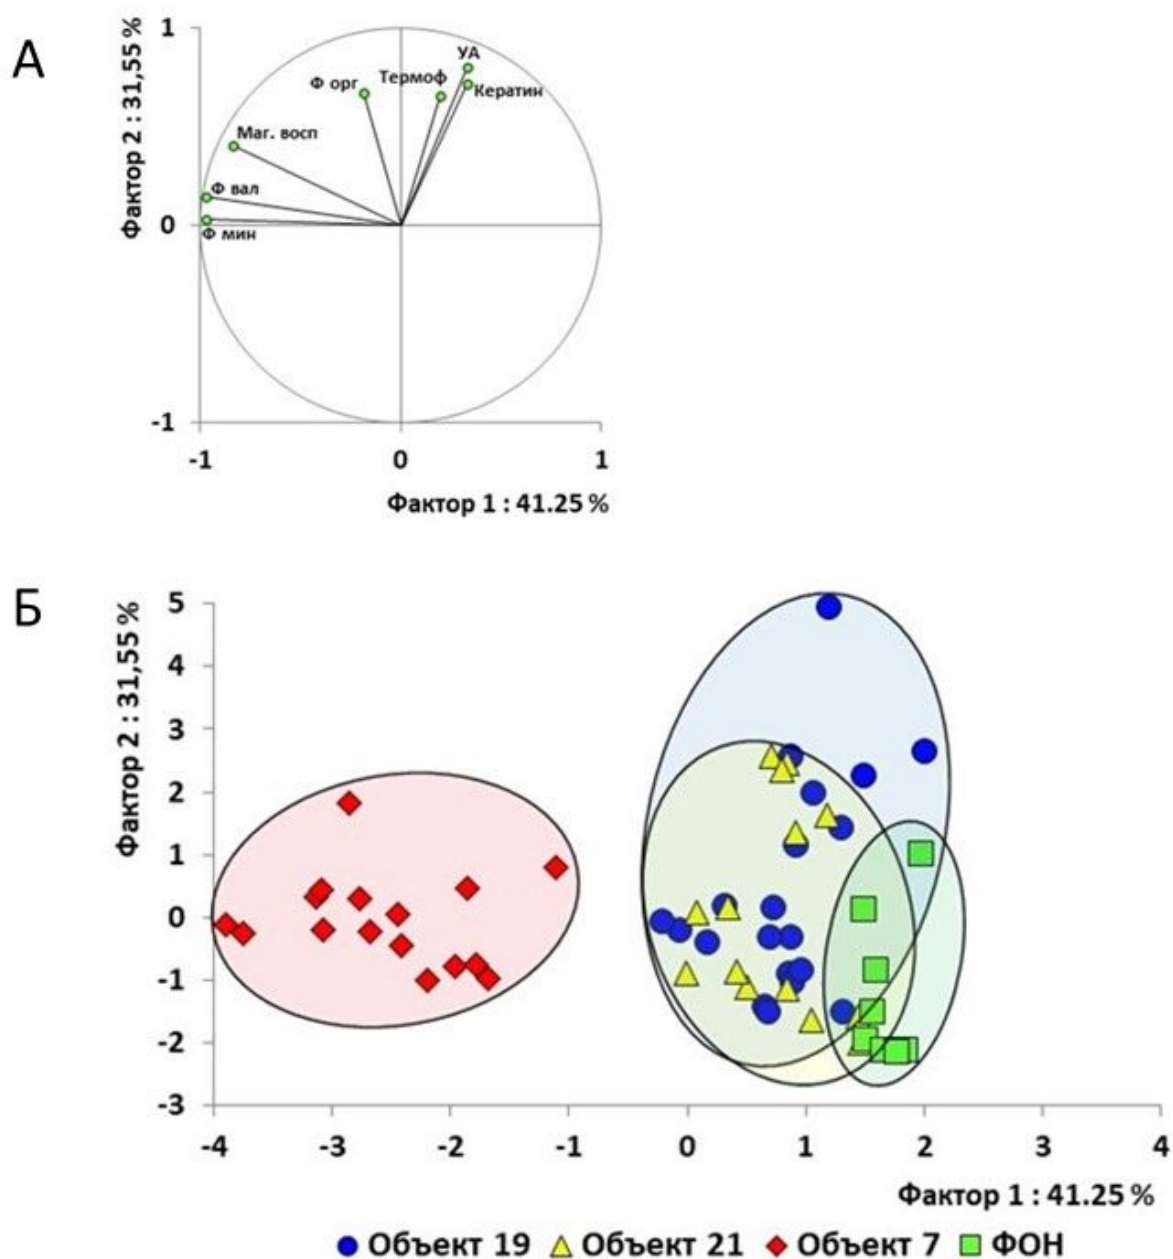 А
Фактор 2 : 31,55 %
1
0
-1
УА
Ф орг
Термоф
Кератин
Маг. восп
Ф вал
Ф мин
-1
0
1
Фактор 1 : 41.25 %
Б
Фактор 2 : 31,55 %
5
4
3
2
1
0
-1
-2
-3
-4 -3 -2 -1 0 1 2 3 4
Фактор 1 : 41.25 %
Объект 19 Объект 21 Объект 7 ФОН